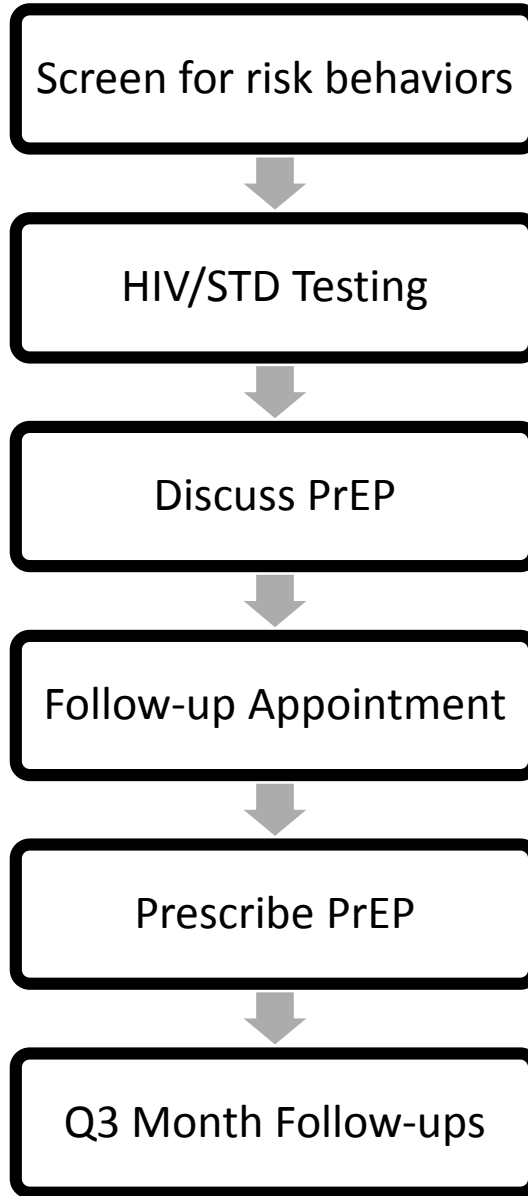 Screen for risk behaviors
HIV/STD Testing
Discuss PrEP
Follow-up Appointment
Prescribe PrEP
Q3 Month Follow-ups